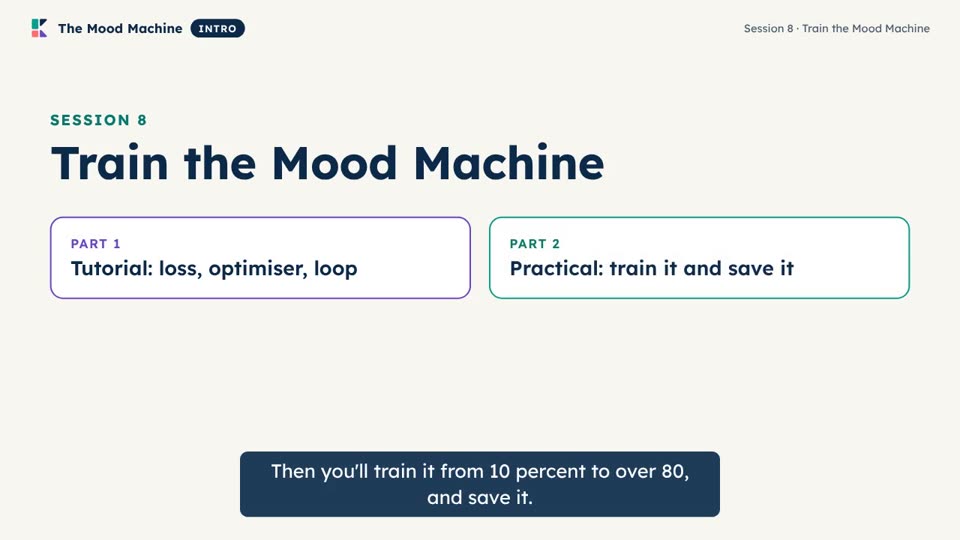 The Mood Machine INTRO
Session 8 · Train the Mood Machine
SESSION 8
Train the Mood Machine
PART 1
Tutorial: loss, optimiser, loop
PART 2
Practical: train it and save it
Then you'll train it from 10 percent to over 80,
and save it.